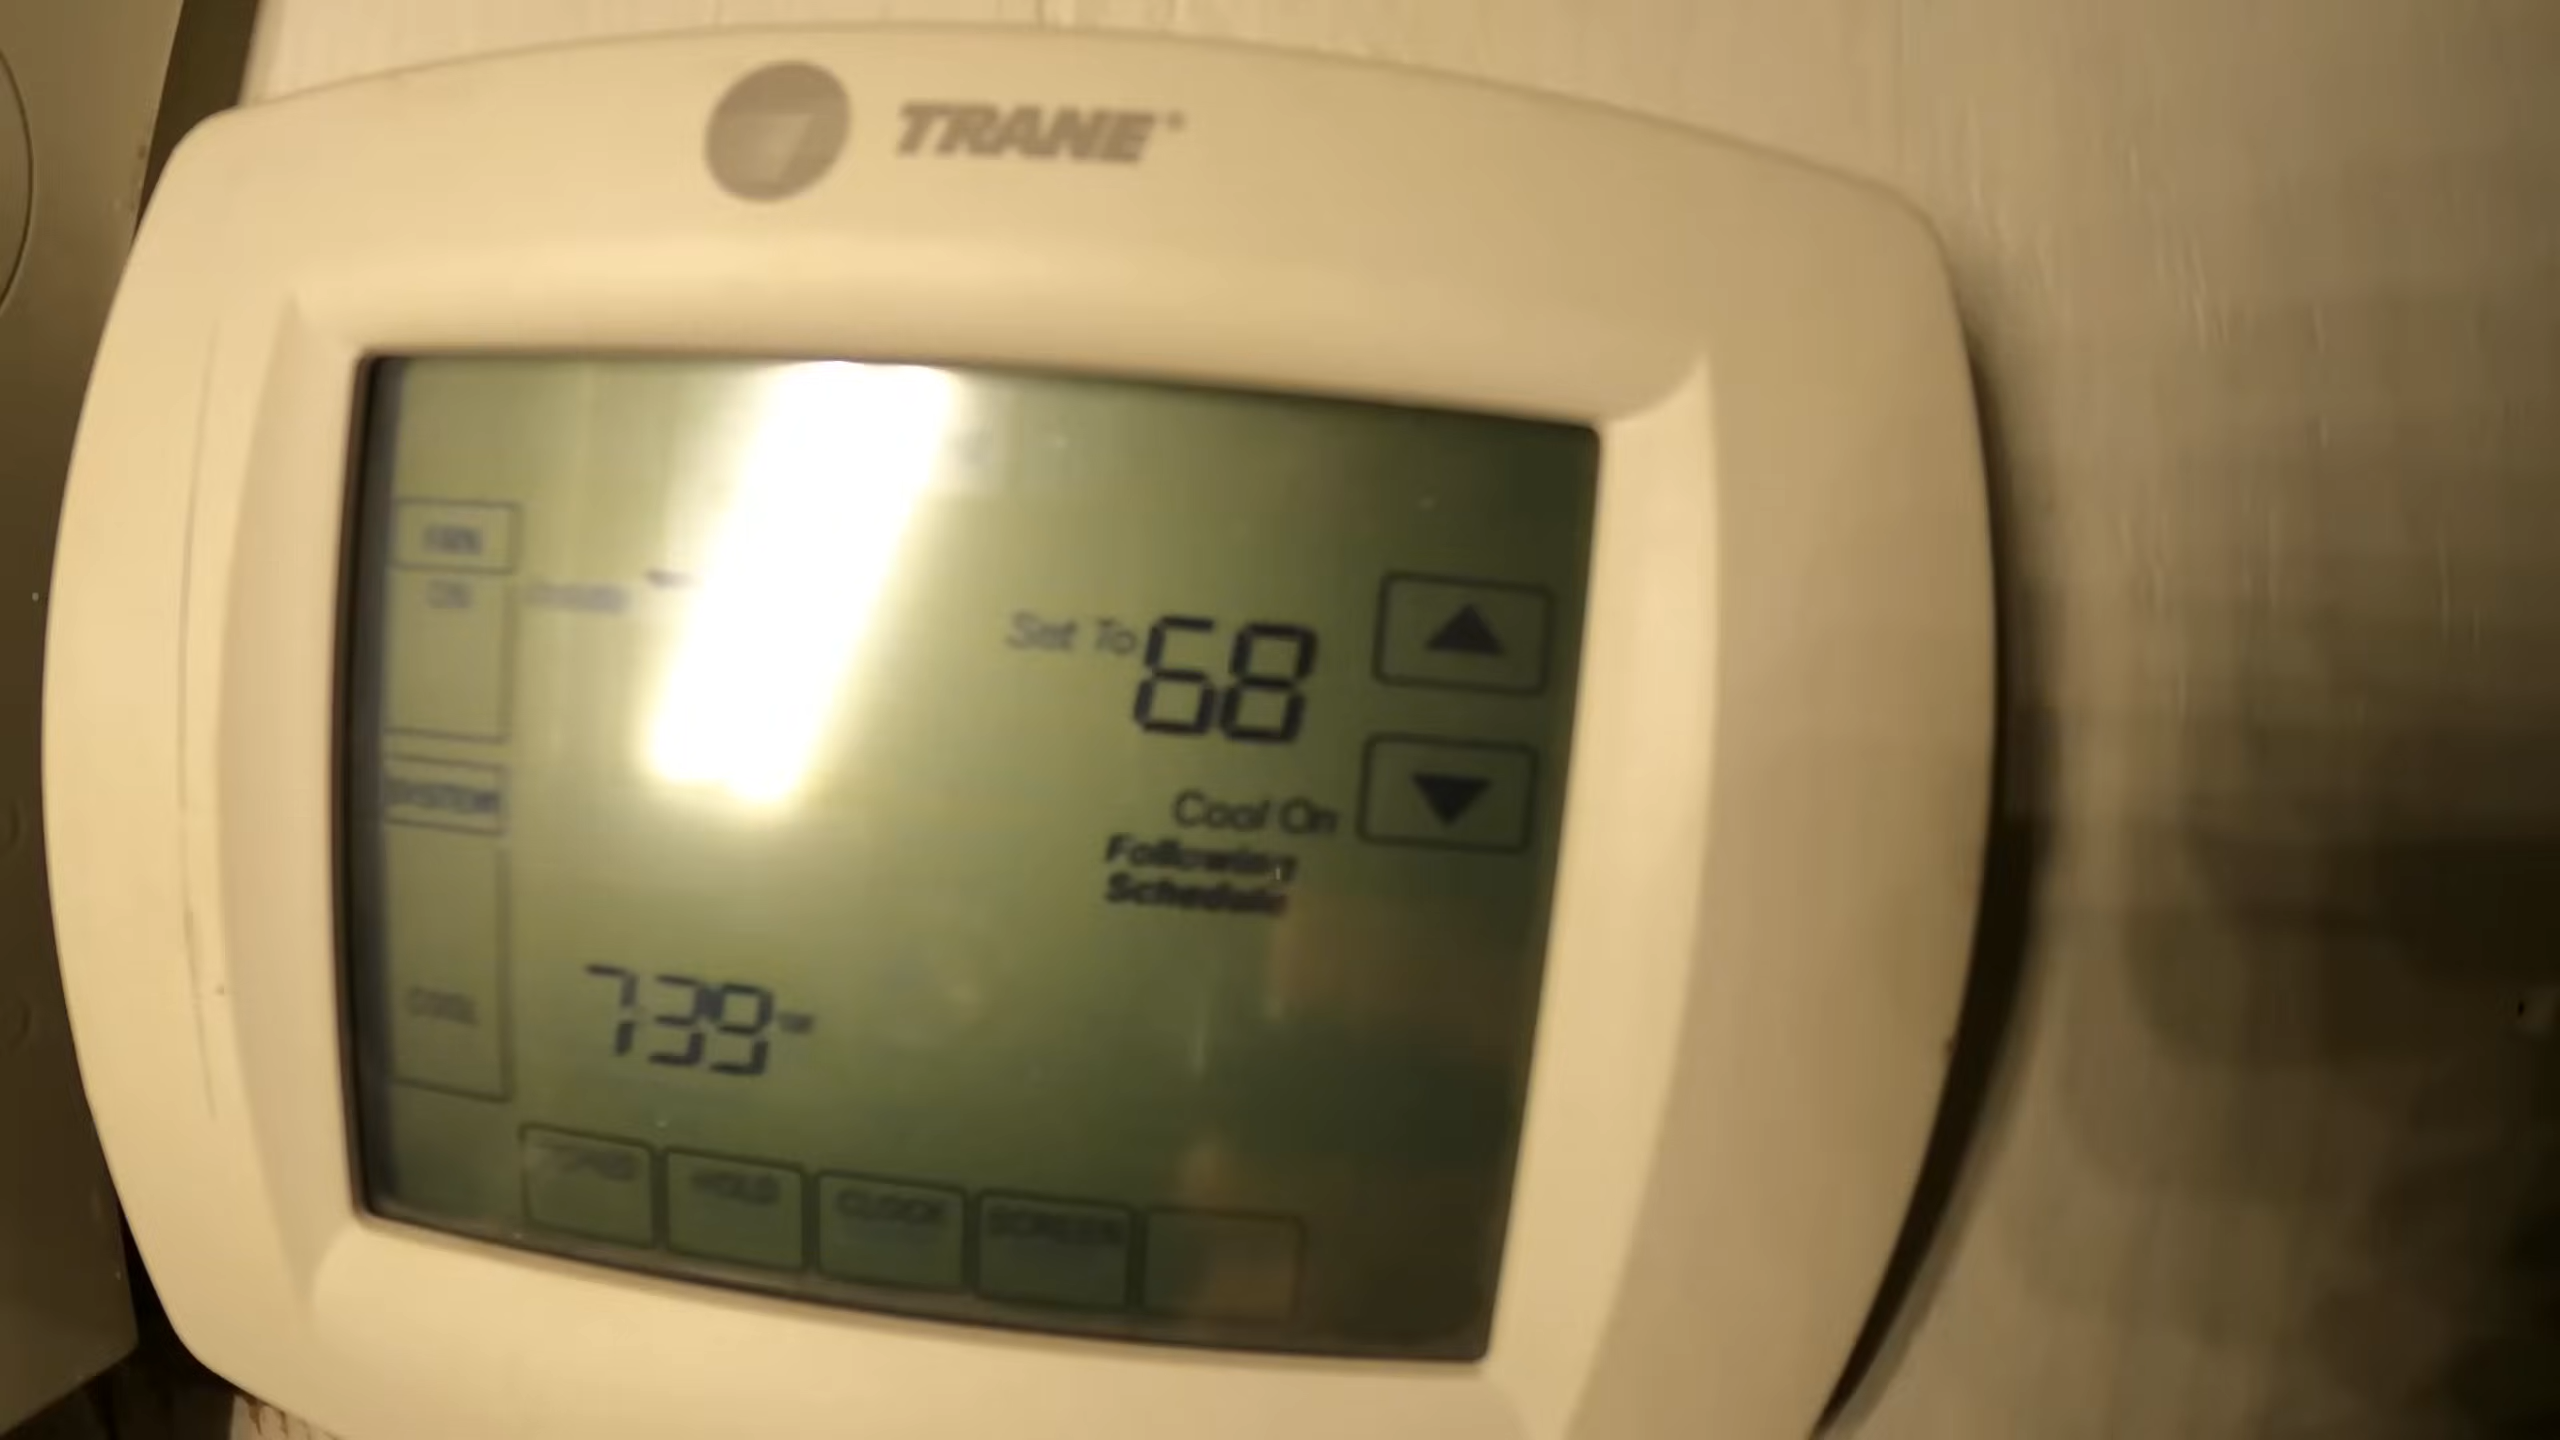 TRANE
FAN
ON
Set To 68
SYSTEM
Cool On
Following
Schedule
COOL
7:39
HOLD
CLOCK
SCREEN